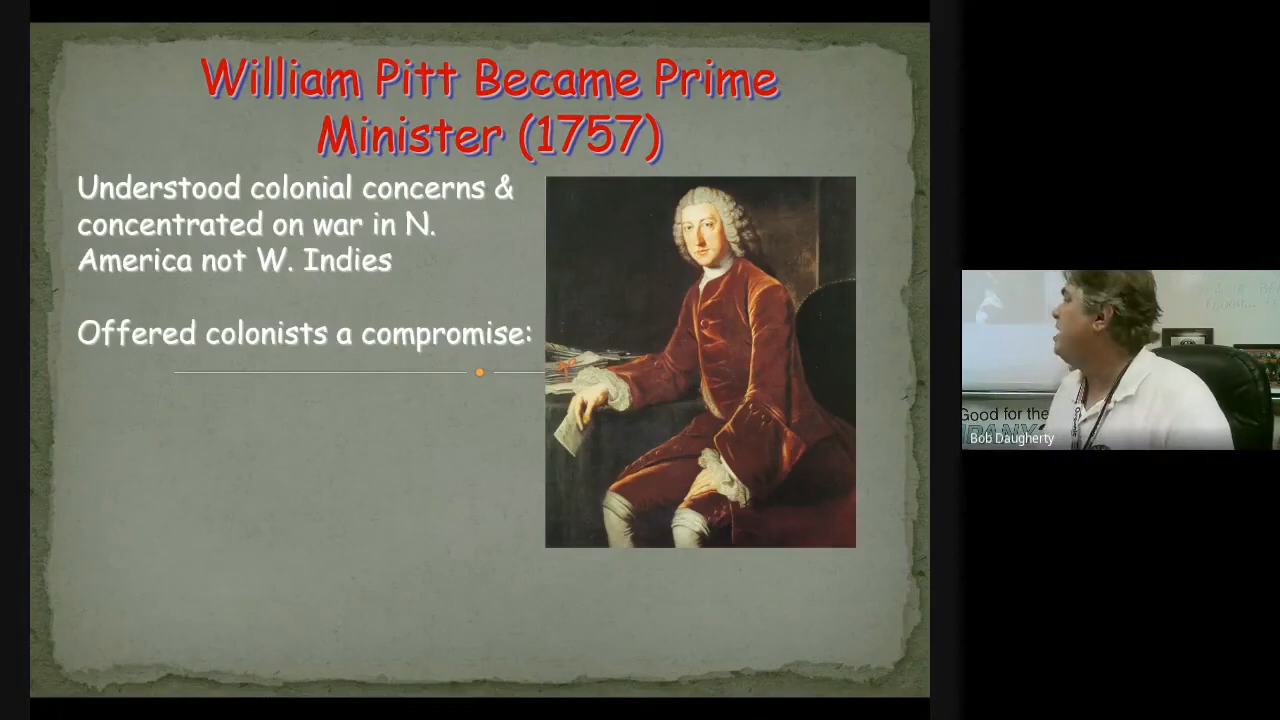 William Pitt Became Prime
Minister (1757)
Understood colonial concerns &
concentrated on war in N.
America not W. Indies
Offered colonists a compromise:
Good for the
Bob Daugherty